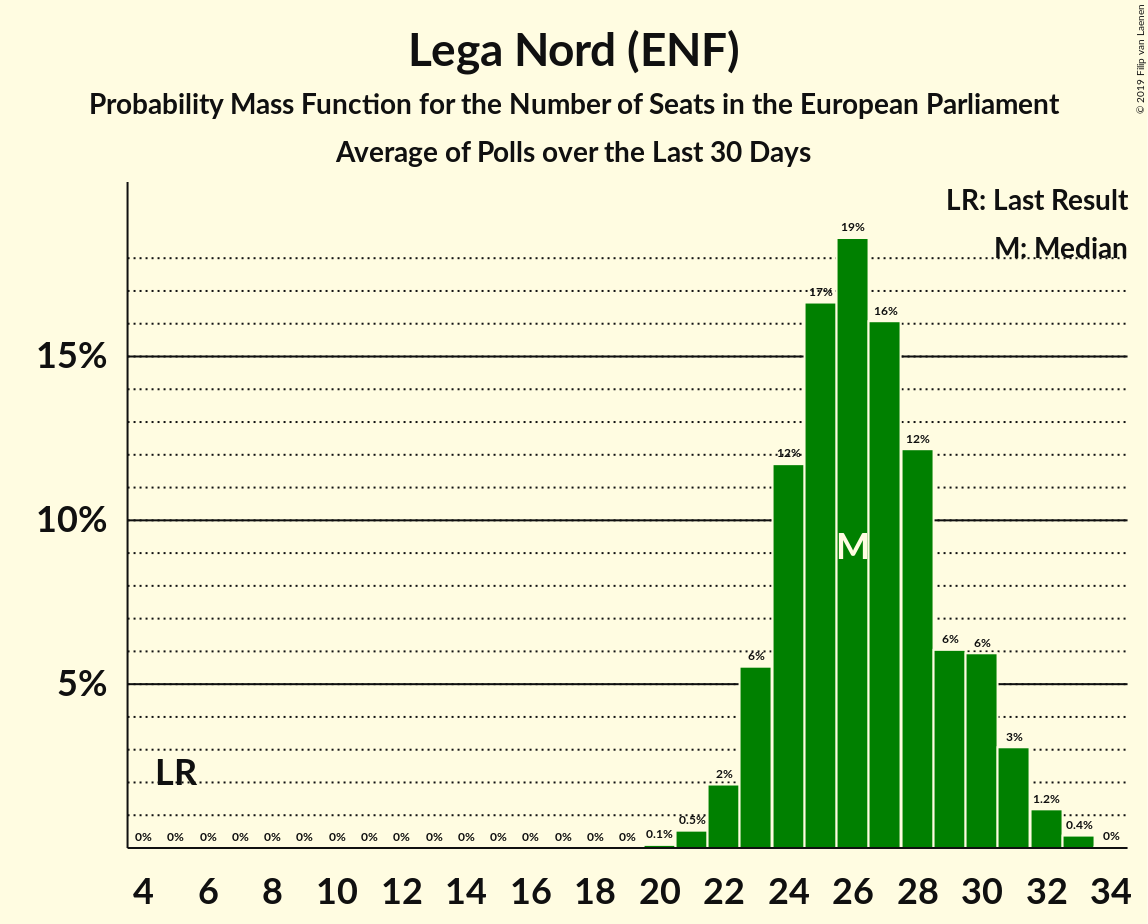 Lega Nord (ENF)
Probability Mass Function for the Number of Seats in the European Parliament
Average of Polls over the Last 30 Days
© 2019 Filip van Laenen
LR: Last Result
M: Median
15%
10%
5%
LR
M
0% 0% 0% 0% 0% 0% 0% 0% 0% 0% 0% 0% 0% 0% 0% 0% 0.1% 0.5% 2% 6% 12% 17% 19% 16% 12% 6% 6% 3% 1.2% 0.4% 0%
4 6 8 10 12 14 16 18 20 22 24 26 28 30 32 34